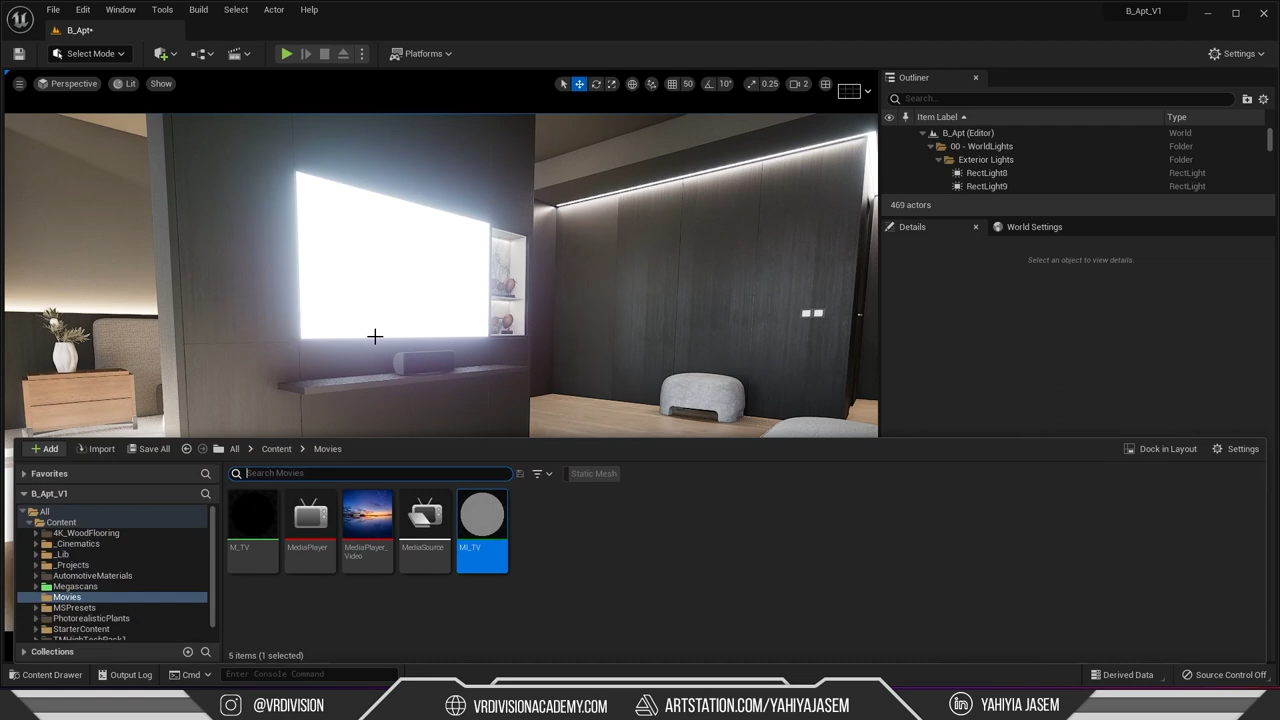 File Edit Window Tools Build Select Actor Help
B_Apt_V1
B_Apt•
Select Mode
Platforms
Settings
Perspective Lit Show
50 10° 0.25 2
Outliner
Search...
Item Label Type
B_Apt (Editor) World
00 - WorldLights Folder
Exterior Lights Folder
RectLight8 RectLight
RectLight9 RectLight
469 actors
Details World Settings
Select an object to view details.
Add Import Save All All Content Movies
Dock in Layout Settings
Favorites
Search Movies
Static Mesh
B_Apt_V1
All
Content
4K_WoodFlooring
_Cinematics
_Lib
_Projects
AutomotiveMaterials
Megascans
Movies
MSPresets
PhotorealisticPlants
StarterContent
M_TV
MediaPlayer
MediaPlayer_
Video
MediaSource
MI_TV
Collections
5 items (1 selected)
Content Drawer Output Log Cmd Enter Console Command
Derived Data Source Control Off
@VRDIVISION VRDIVISIONACADEMY.COM ARTSTATION.COM/YAHIYAJASEM YAHIYIA JASEM